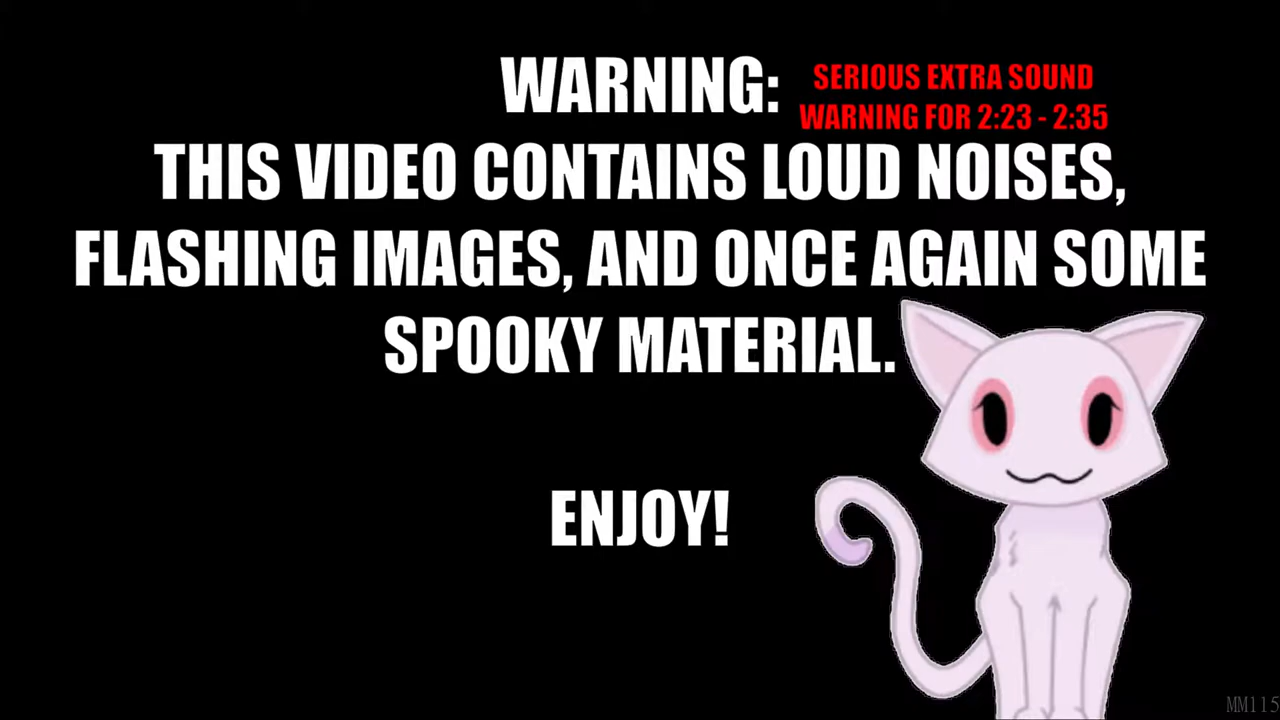 WARNING:
SERIOUS EXTRA SOUND
WARNING FOR 2:23 - 2:35
THIS VIDEO CONTAINS LOUD NOISES,
FLASHING IMAGES, AND ONCE AGAIN SOME
SPOOKY MATERIAL.
ENJOY!
MM115